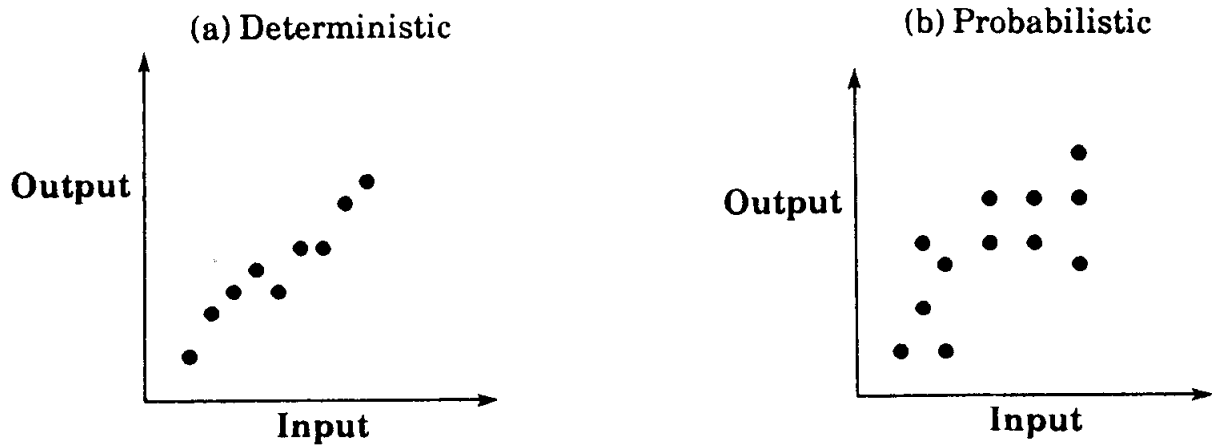 (a) Deterministic
Output
Input
(b) Probabilistic
Output
Input